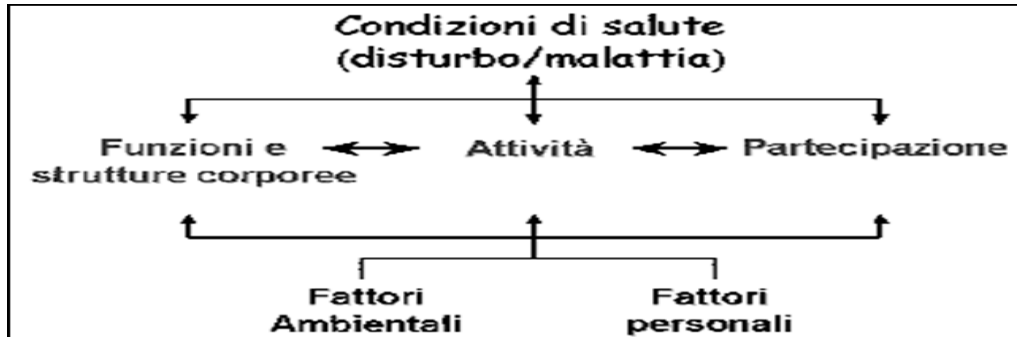 Condizioni di salute
(disturbo/malattia)
Funzioni e
strutture corporee
Attività
Partecipazione
Fattori
Ambientali
Fattori
personali